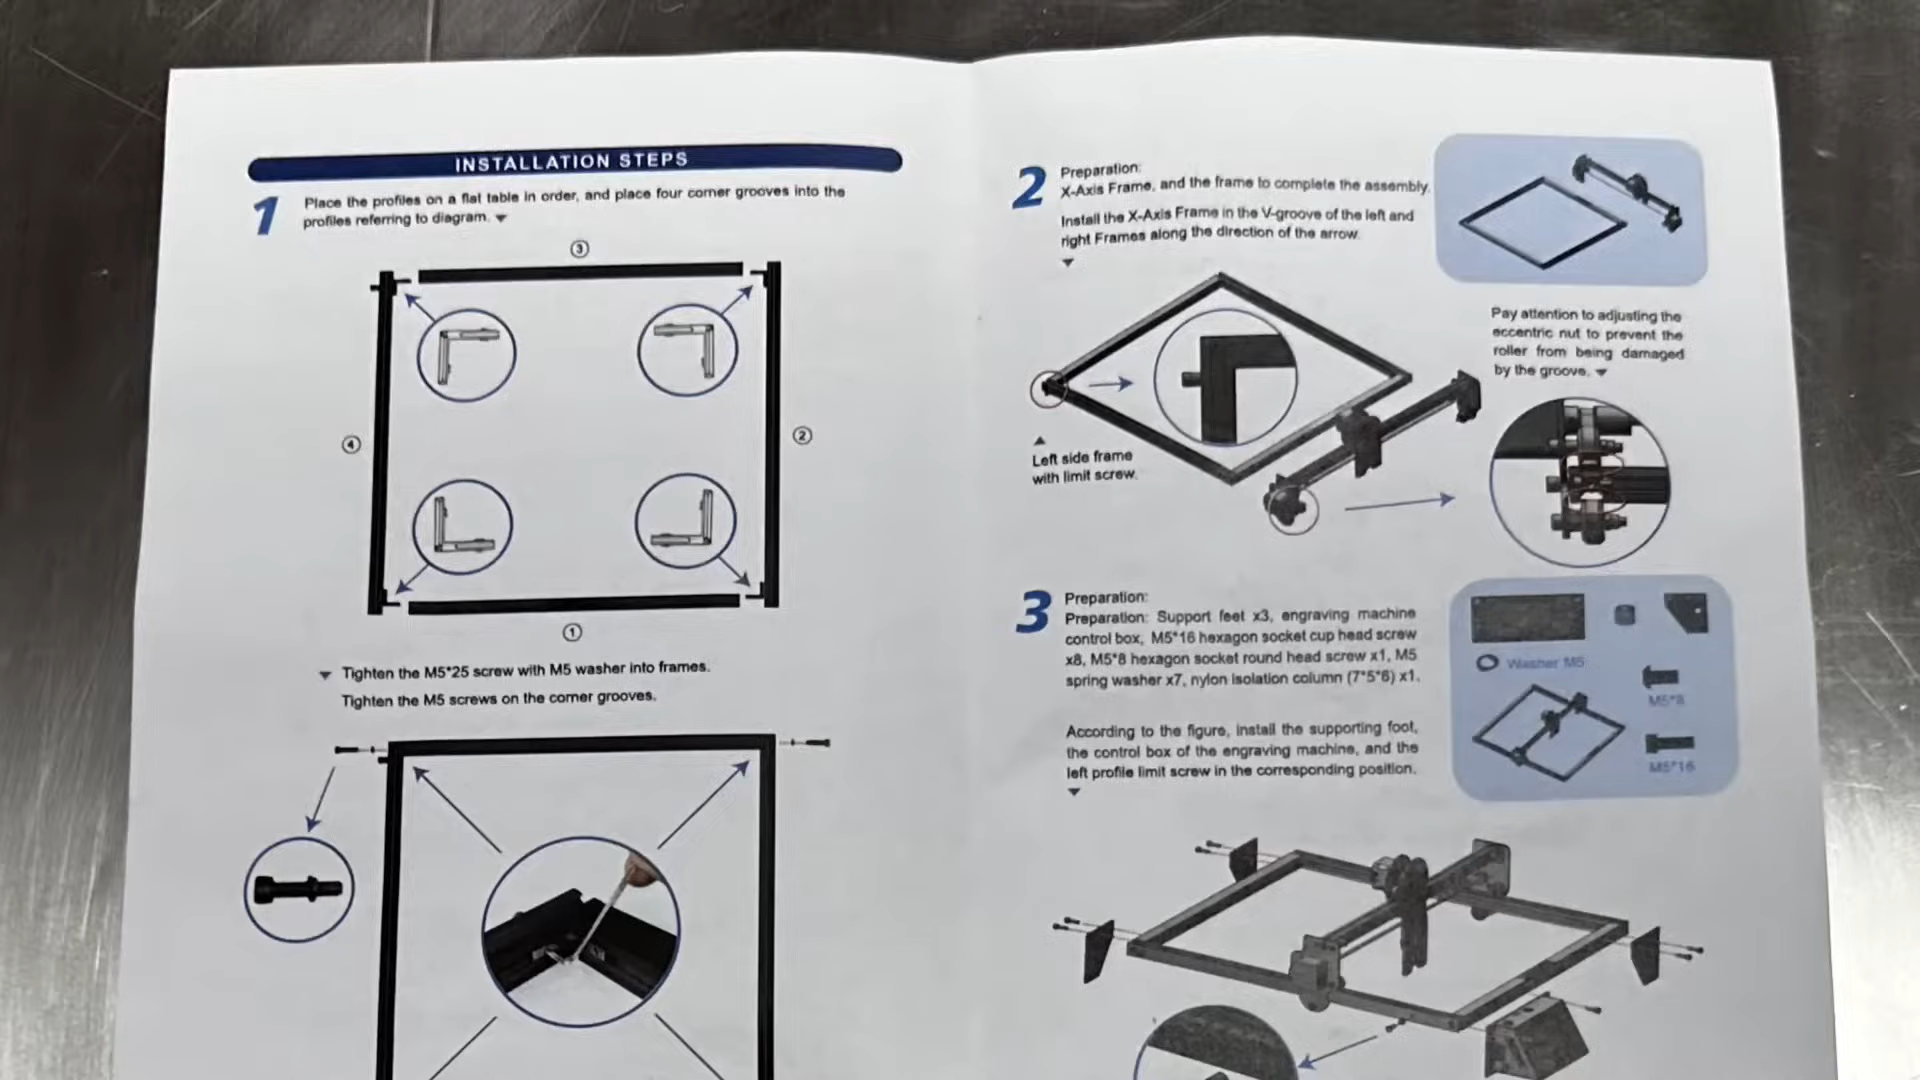 INSTALLATION STEPS
1
Place the profiles on a flat table in order, and place four corner grooves into the
profiles referring to diagram.
③
④
②
①
Tighten the M5*25 screw with M5 washer into frames.
Tighten the M5 screws on the corner grooves.
2
Preparation:
X-Axis Frame, and the frame to complete the assembly.
Install the X-Axis Frame in the V-groove of the left and
right Frames along the direction of the arrow.
Pay attention to adjusting the
eccentric nut to prevent the
roller from being damaged
by the groove.
Left side frame
with limit screw.
3
Preparation:
Preparation: Support feet x3, engraving machine
control box, M5*16 hexagon socket cup head screw
x8, M5*8 hexagon socket round head screw x1, M5
spring washer x7, nylon isolation column (7*5*6) x1.
According to the figure, install the supporting foot,
the control box of the engraving machine, and the
left profile limit screw in the corresponding position.
Washer M5
M5*8
M5*16